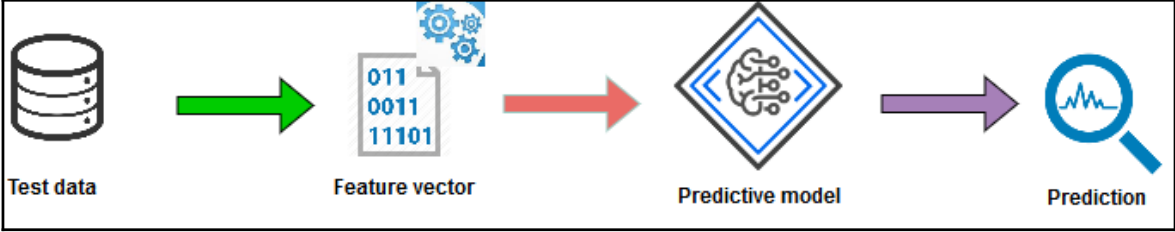 011
0011
11101
Test data
Feature vector
Predictive model
Prediction